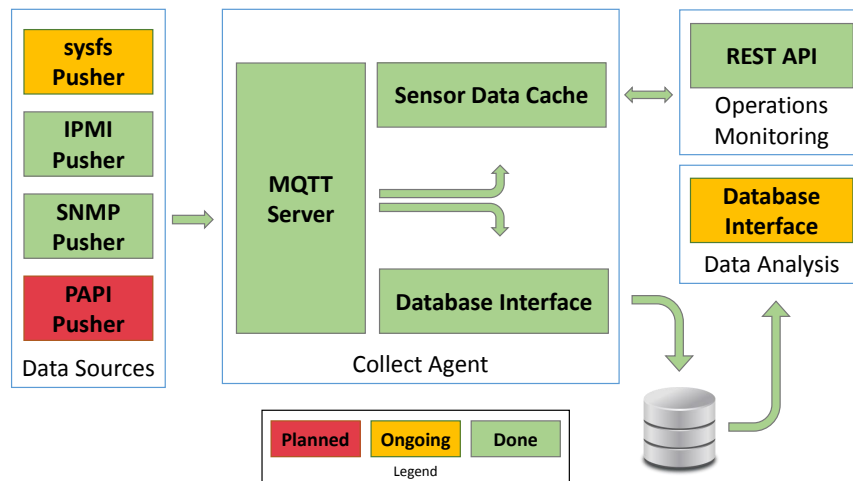 sysfs
Pusher
IPMI
Pusher
SNMP
Pusher
PAPI
Pusher
Data Sources
MQTT
Server
Sensor Data Cache
Database Interface
Collect Agent
REST API
Operations
Monitoring
Database
Interface
Data Analysis
Planned
Ongoing
Done
Legend